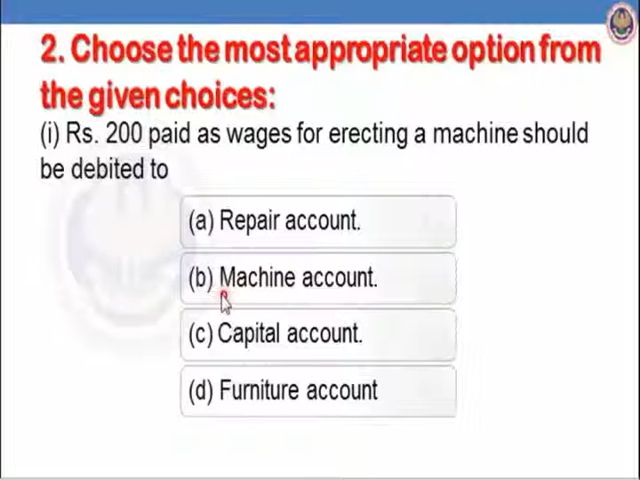 2. Choose the most appropriate option from
the given choices:
(i) Rs. 200 paid as wages for erecting a machine should
be debited to
(a) Repair account.
(b) Machine account.
(c) Capital account.
(d) Furniture account